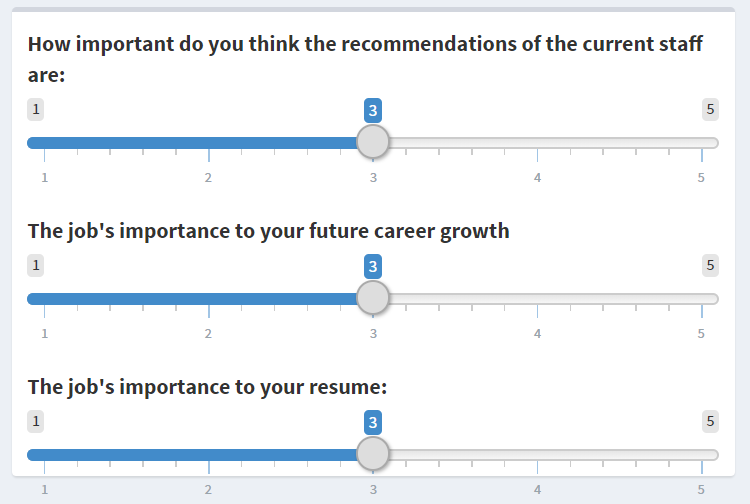 How important do you think the recommendations of the current staff
are:
1 3 5
1 2 3 4 5
The job's importance to your future career growth
1 3 5
1 2 3 4 5
The job's importance to your resume:
1 3 5
1 2 3 4 5